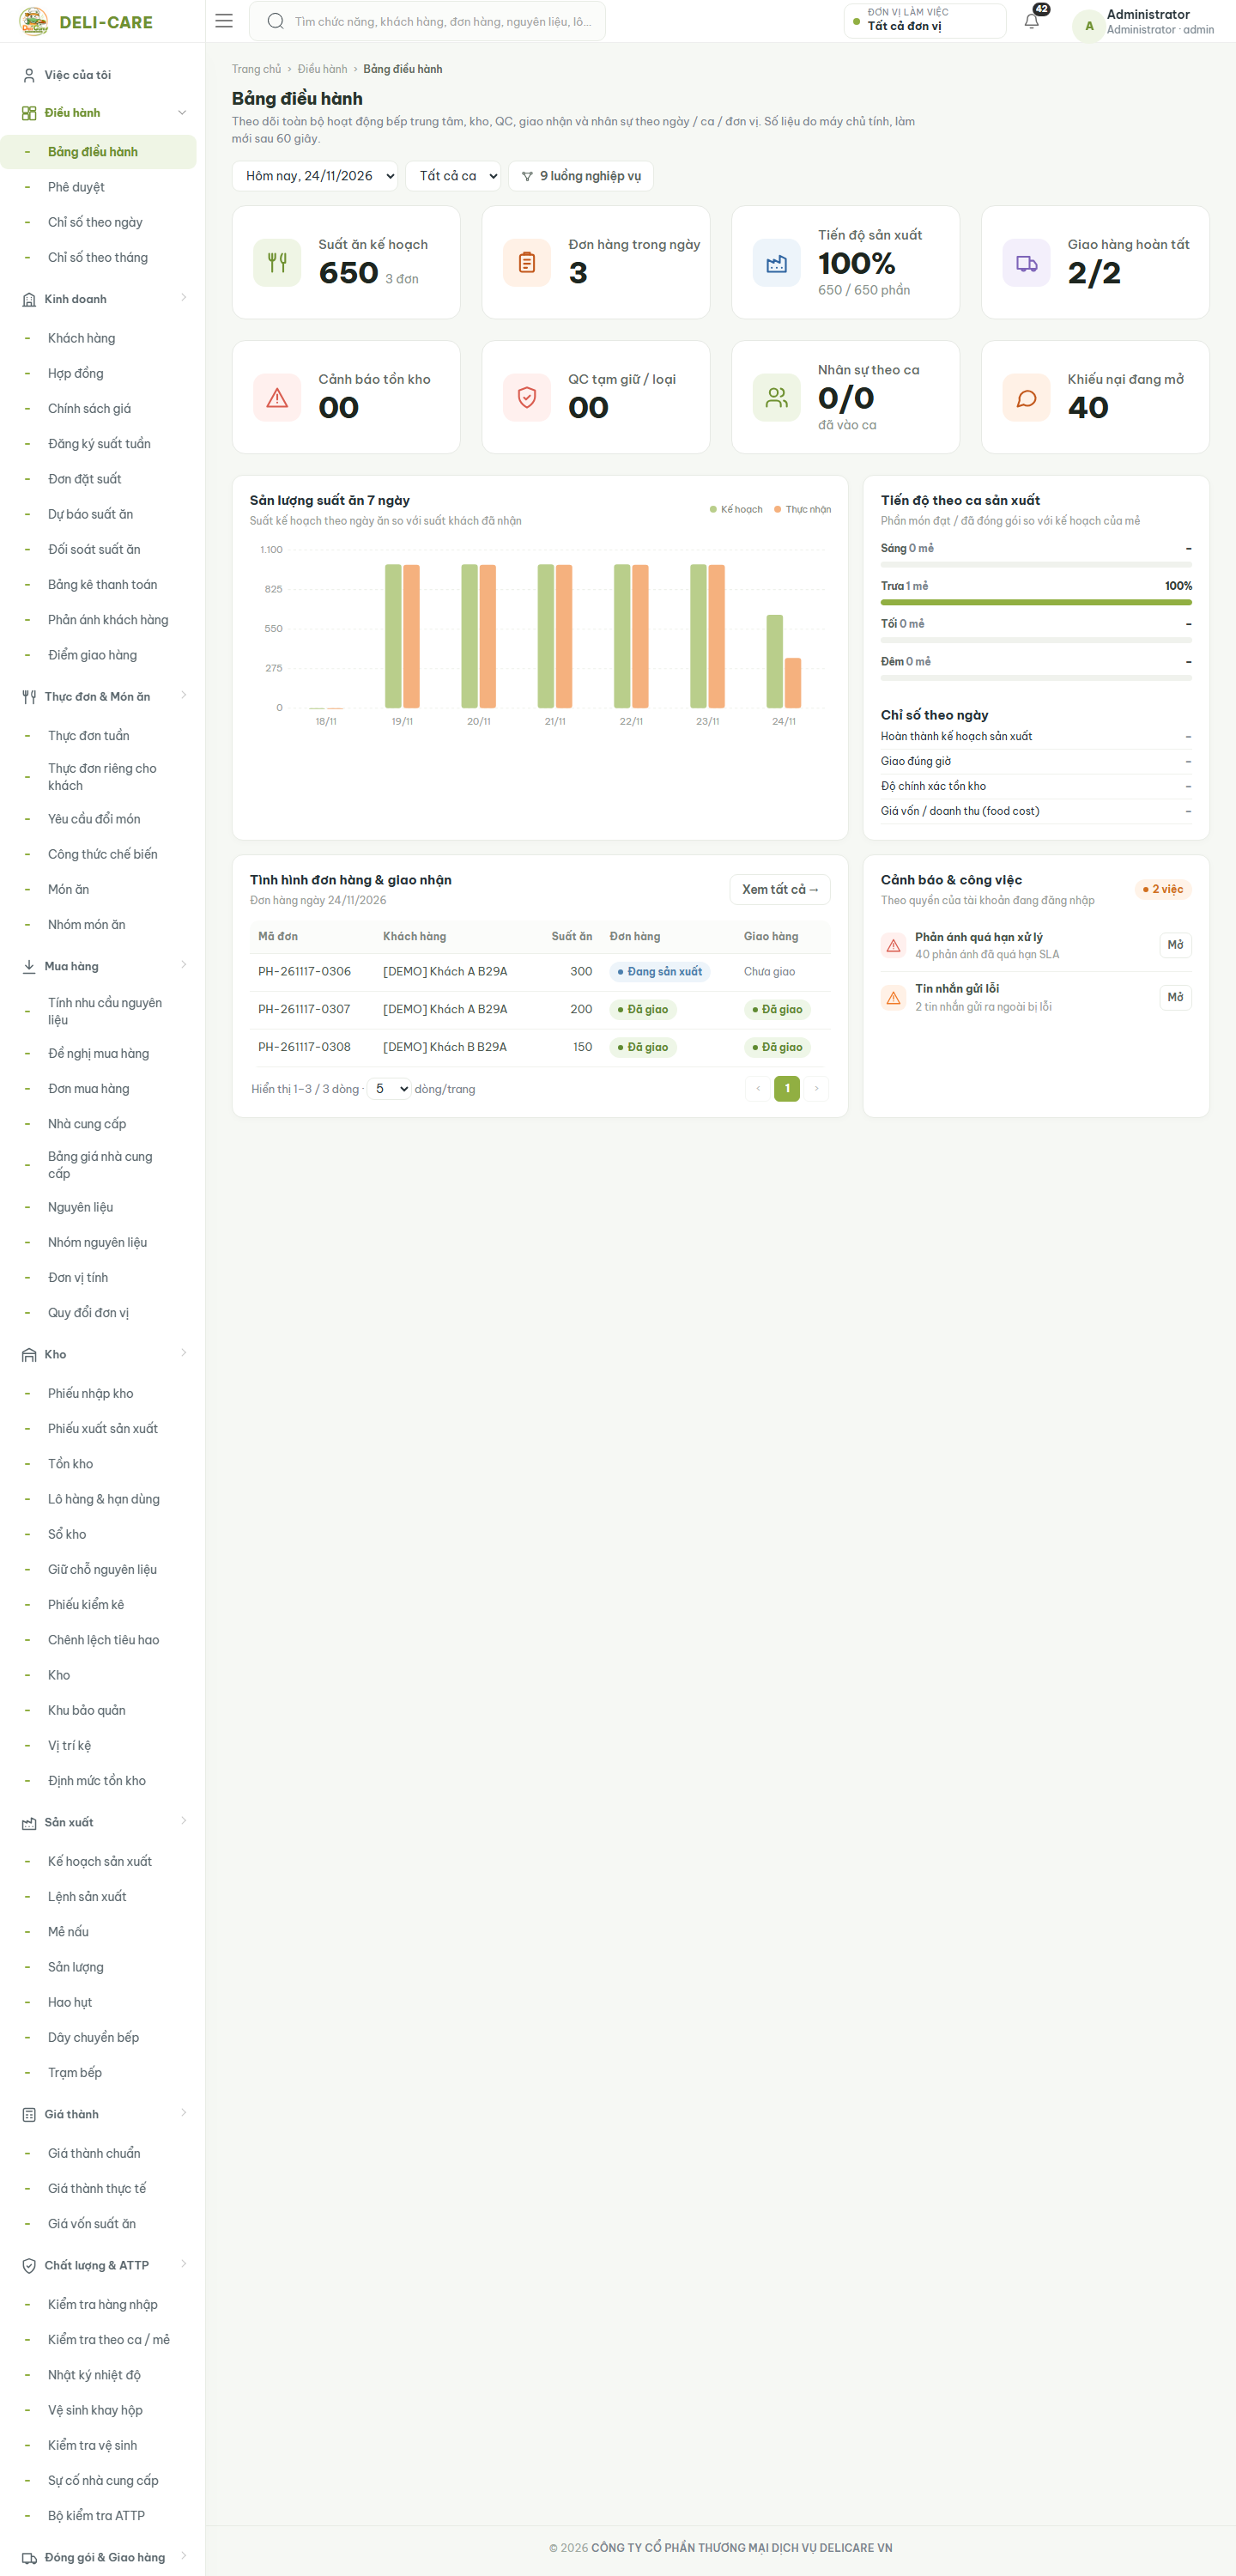 DELI-CARE
Tìm chức năng, khách hàng, đơn hàng, nguyên liệu, lô...
ĐƠN VỊ LÀM VIỆC
Tất cả đơn vị
42
A
Administrator
Administrator · admin
Việc của tôi
Điều hành
- Bảng điều hành
- Phê duyệt
- Chỉ số theo ngày
- Chỉ số theo tháng
Kinh doanh
- Khách hàng
- Hợp đồng
- Chính sách giá
- Đăng ký suất tuần
- Đơn đặt suất
- Dự báo suất ăn
- Đối soát suất ăn
- Bảng kê thanh toán
- Phản ánh khách hàng
- Điểm giao hàng
Thực đơn & Món ăn
- Thực đơn tuần
- Thực đơn riêng cho
khách
- Yêu cầu đổi món
- Công thức chế biến
- Món ăn
- Nhóm món ăn
Mua hàng
- Tính nhu cầu nguyên
liệu
- Đề nghị mua hàng
- Đơn mua hàng
- Nhà cung cấp
- Bảng giá nhà cung
cấp
- Nguyên liệu
- Nhóm nguyên liệu
- Đơn vị tính
- Quy đổi đơn vị
Kho
- Phiếu nhập kho
- Phiếu xuất sản xuất
- Tồn kho
- Lô hàng & hạn dùng
- Sổ kho
- Giữ chỗ nguyên liệu
- Phiếu kiểm kê
- Chênh lệch tiêu hao
- Kho
- Khu bảo quản
- Vị trí kệ
- Định mức tồn kho
Sản xuất
- Kế hoạch sản xuất
- Lệnh sản xuất
- Mẻ nấu
- Sản lượng
- Hao hụt
- Dây chuyền bếp
- Trạm bếp
Giá thành
- Giá thành chuẩn
- Giá thành thực tế
- Giá vốn suất ăn
Chất lượng & ATTP
- Kiểm tra hàng nhập
- Kiểm tra theo ca / mẻ
- Nhật ký nhiệt độ
- Vệ sinh khay hộp
- Kiểm tra vệ sinh
- Sự cố nhà cung cấp
- Bộ kiểm tra ATTP
Đóng gói & Giao hàng
Trang chủ › Điều hành › Bảng điều hành
Bảng điều hành
Theo dõi toàn bộ hoạt động bếp trung tâm, kho, QC, giao nhận và nhân sự theo ngày / ca / đơn vị. Số liệu do máy chủ tính, làm
mới sau 60 giây.
Hôm nay, 24/11/2026
Tất cả ca
9 luồng nghiệp vụ
Suất ăn kế hoạch
650 3 đơn
Đơn hàng trong ngày
3
Tiến độ sản xuất
100%
650 / 650 phần
Giao hàng hoàn tất
2/2
Cảnh báo tồn kho
00
QC tạm giữ / loại
00
Nhân sự theo ca
0/0
đã vào ca
Khiếu nại đang mở
40
Sản lượng suất ăn 7 ngày
Suất kế hoạch theo ngày ăn so với suất khách đã nhận
Kế hoạch
Thực nhận
1.100
825
550
275
0
18/11 19/11 20/11 21/11 22/11 23/11 24/11
Tiến độ theo ca sản xuất
Phần món đạt / đã đóng gói so với kế hoạch của mẻ
Sáng 0 mẻ –
Trưa 1 mẻ 100%
Tối 0 mẻ –
Đêm 0 mẻ –
Chỉ số theo ngày
Hoàn thành kế hoạch sản xuất –
Giao đúng giờ –
Độ chính xác tồn kho –
Giá vốn / doanh thu (food cost) –
Tình hình đơn hàng & giao nhận
Đơn hàng ngày 24/11/2026
Xem tất cả →
Mã đơn Khách hàng Suất ăn Đơn hàng Giao hàng
PH-261117-0306 [DEMO] Khách A B29A 300 Đang sản xuất Chưa giao
PH-261117-0307 [DEMO] Khách A B29A 200 Đã giao Đã giao
PH-261117-0308 [DEMO] Khách B B29A 150 Đã giao Đã giao
Hiển thị 1–3 / 3 dòng · 5 dòng/trang
‹ 1 ›
Cảnh báo & công việc
Theo quyền của tài khoản đang đăng nhập
2 việc
Phản ánh quá hạn xử lý
40 phản ánh đã quá hạn SLA
Mở
Tin nhắn gửi lỗi
2 tin nhắn gửi ra ngoài bị lỗi
Mở
© 2026 CÔNG TY CỔ PHẦN THƯƠNG MẠI DỊCH VỤ DELICARE VN